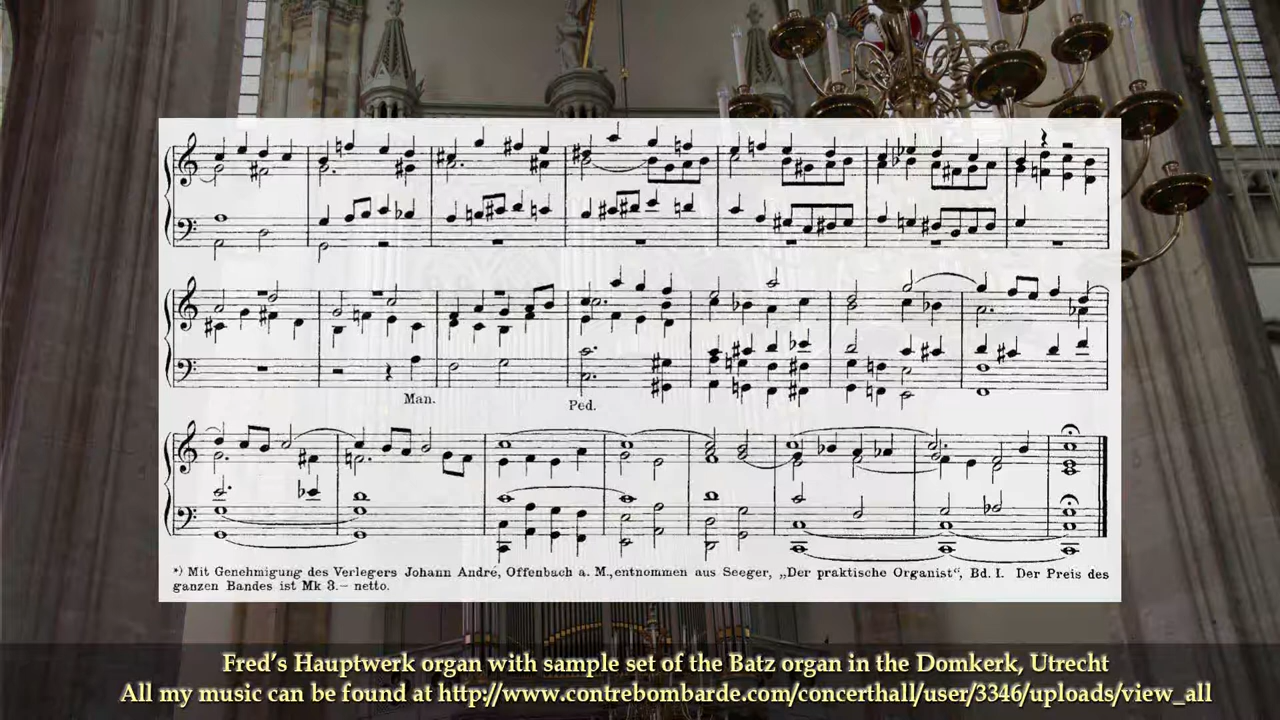 Man.
Ped.
*) Mit Genehmigung des Verlegers Johann André, Offenbach a. M., entnommen aus Seeger, „Der praktische Organist“, Bd. I. Der Preis des
ganzen Bandes ist Mk 3.– netto.
Fred’s Hauptwerk organ with sample set of the Batz organ in the Domkerk, Utrecht
All my music can be found at http://www.contrebombarde.com/concerthall/user/3346/uploads/view_all